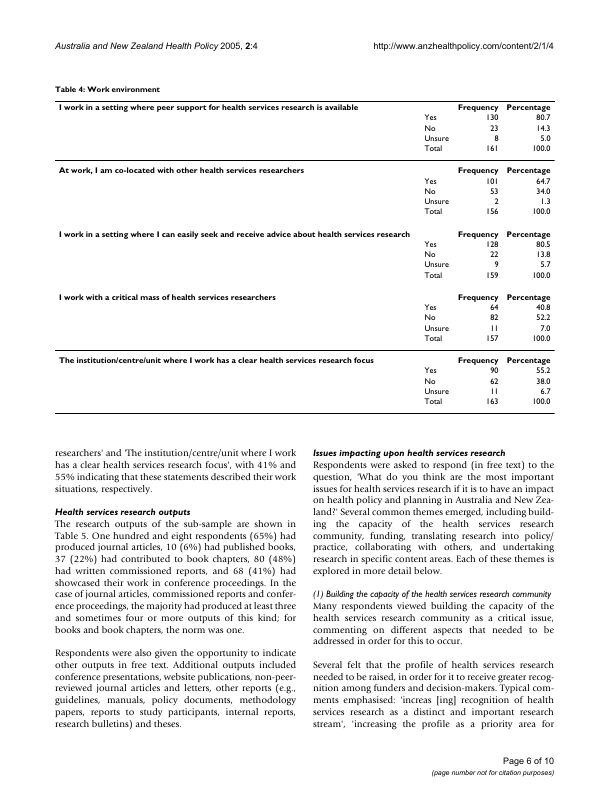 Australia and New Zealand Health Policy 2005, 2:4
http://www.anzhealthpolicy.com/content/2/1/4
Table 4: Work environment
I work in a setting where peer support for health services research is available Frequency Percentage
Yes 130 80.7
No 23 14.3
Unsure 8 5.0
Total 161 100.0
At work, I am co-located with other health services researchers Frequency Percentage
Yes 101 64.7
No 53 34.0
Unsure 2 1.3
Total 156 100.0
I work in a setting where I can easily seek and receive advice about health services research Frequency Percentage
Yes 128 80.5
No 22 13.8
Unsure 9 5.7
Total 159 100.0
I work with a critical mass of health services researchers Frequency Percentage
Yes 64 40.8
No 82 52.2
Unsure 11 7.0
Total 157 100.0
The institution/centre/unit where I work has a clear health services research focus Frequency Percentage
Yes 90 55.2
No 62 38.0
Unsure 11 6.7
Total 163 100.0
researchers' and 'The institution/centre/unit where I work
has a clear health services research focus', with 41% and
55% indicating that these statements described their work
situations, respectively.
Health services research outputs
The research outputs of the sub-sample are shown in
Table 5. One hundred and eight respondents (65%) had
produced journal articles, 10 (6%) had published books,
37 (22%) had contributed to book chapters, 80 (48%)
had written commissioned reports, and 68 (41%) had
showcased their work in conference proceedings. In the
case of journal articles, commissioned reports and confer-
ence proceedings, the majority had produced at least three
and sometimes four or more outputs of this kind; for
books and book chapters, the norm was one.
Respondents were also given the opportunity to indicate
other outputs in free text. Additional outputs included
conference presentations, website publications, non-peer-
reviewed journal articles and letters, other reports (e.g.,
guidelines, manuals, policy documents, methodology
papers, reports to study participants, internal reports,
research bulletins) and theses.
Issues impacting upon health services research
Respondents were asked to respond (in free text) to the
question, 'What do you think are the most important
issues for health services research if it is to have an impact
on health policy and planning in Australia and New Zea-
land?' Several common themes emerged, including build-
ing the capacity of the health services research
community, funding, translating research into policy/
practice, collaborating with others, and undertaking
research in specific content areas. Each of these themes is
explored in more detail below.
(1) Building the capacity of the health services research community
Many respondents viewed building the capacity of the
health services research community as a critical issue,
commenting on different aspects that needed to be
addressed in order for this to occur.
Several felt that the profile of health services research
needed to be raised, in order for it to receive greater recog-
nition among funders and decision-makers. Typical com-
ments emphasised: 'increas [ing] recognition of health
services research as a distinct and important research
stream', 'increasing the profile as a priority area for
Page 6 of 10
(page number not for citation purposes)